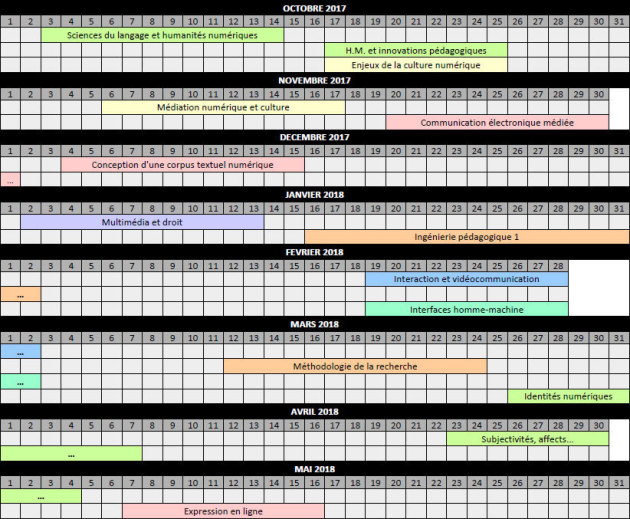 OCTOBRE 2017
1 2 3 4 5 6 7 8 9 10 11 12 13 14 15 16 17 18 19 20 21 22 23 24 25 26 27 28 29 30 31
Sciences du langage et humanités numériques
H.M. et innovations pédagogiques
Enjeux de la culture numérique
NOVEMBRE 2017
1 2 3 4 5 6 7 8 9 10 11 12 13 14 15 16 17 18 19 20 21 22 23 24 25 26 27 28 29 30
Médiation numérique et culture
Communication électronique médiée
DECEMBRE 2017
1 2 3 4 5 6 7 8 9 10 11 12 13 14 15 16 17 18 19 20 21 22 23 24 25 26 27 28 29 30 31
Conception d'une corpus textuel numérique
...
JANVIER 2018
1 2 3 4 5 6 7 8 9 10 11 12 13 14 15 16 17 18 19 20 21 22 23 24 25 26 27 28 29 30 31
Multimédia et droit
Ingénierie pédagogique 1
FEVRIER 2018
1 2 3 4 5 6 7 8 9 10 11 12 13 14 15 16 17 18 19 20 21 22 23 24 25 26 27 28
Interaction et vidéocommunication
...
Interfaces homme-machine
MARS 2018
1 2 3 4 5 6 7 8 9 10 11 12 13 14 15 16 17 18 19 20 21 22 23 24 25 26 27 28 29 30 31
...
Méthodologie de la recherche
...
Identités numériques
AVRIL 2018
1 2 3 4 5 6 7 8 9 10 11 12 13 14 15 16 17 18 19 20 21 22 23 24 25 26 27 28 29 30
Subjectivités, affects...
...
MAI 2018
1 2 3 4 5 6 7 8 9 10 11 12 13 14 15 16 17 18 19 20 21 22 23 24 25 26 27 28 29 30 31
...
Expression en ligne